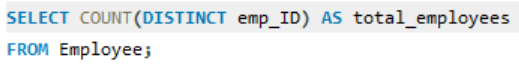 SELECT COUNT(DISTINCT emp_ID) AS total_employees
FROM Employee;